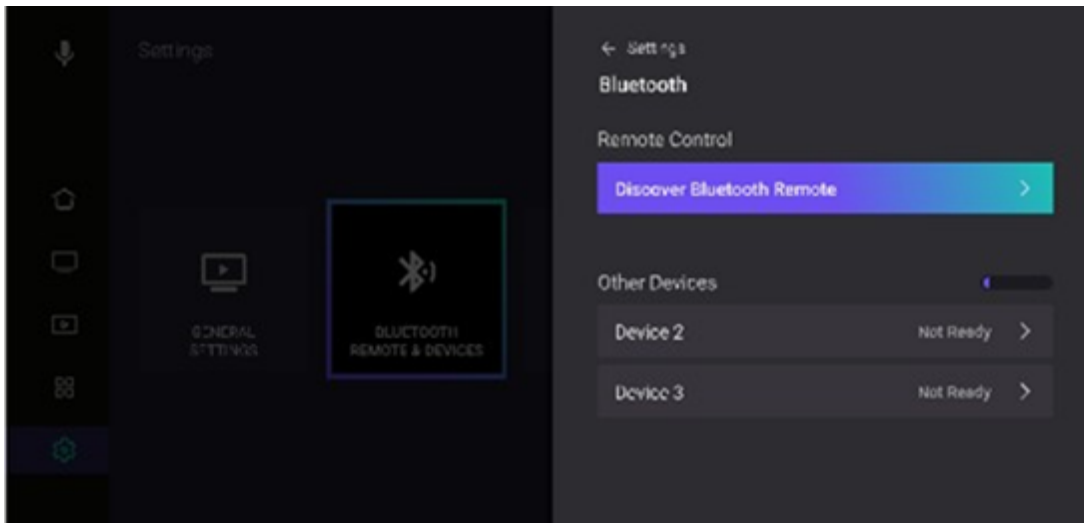 Settings
GENERAL
SETTINGS
BLUETOOTH
REMOTE & DEVICES
← Settings
Bluetooth
Remote Control
Discover Bluetooth Remote
Other Devices
Device 2 Not Ready
Device 3 Not Ready